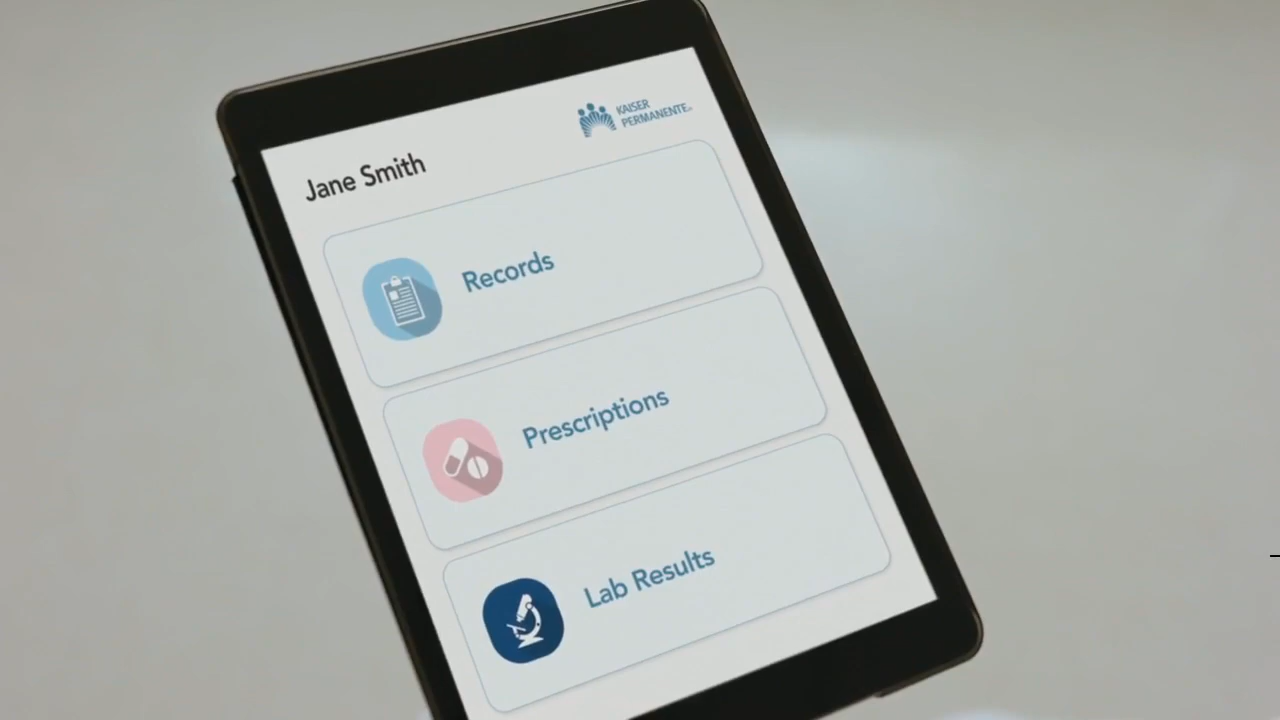 KAISER
PERMANENTE
Jane Smith
Records
Prescriptions
Lab Results